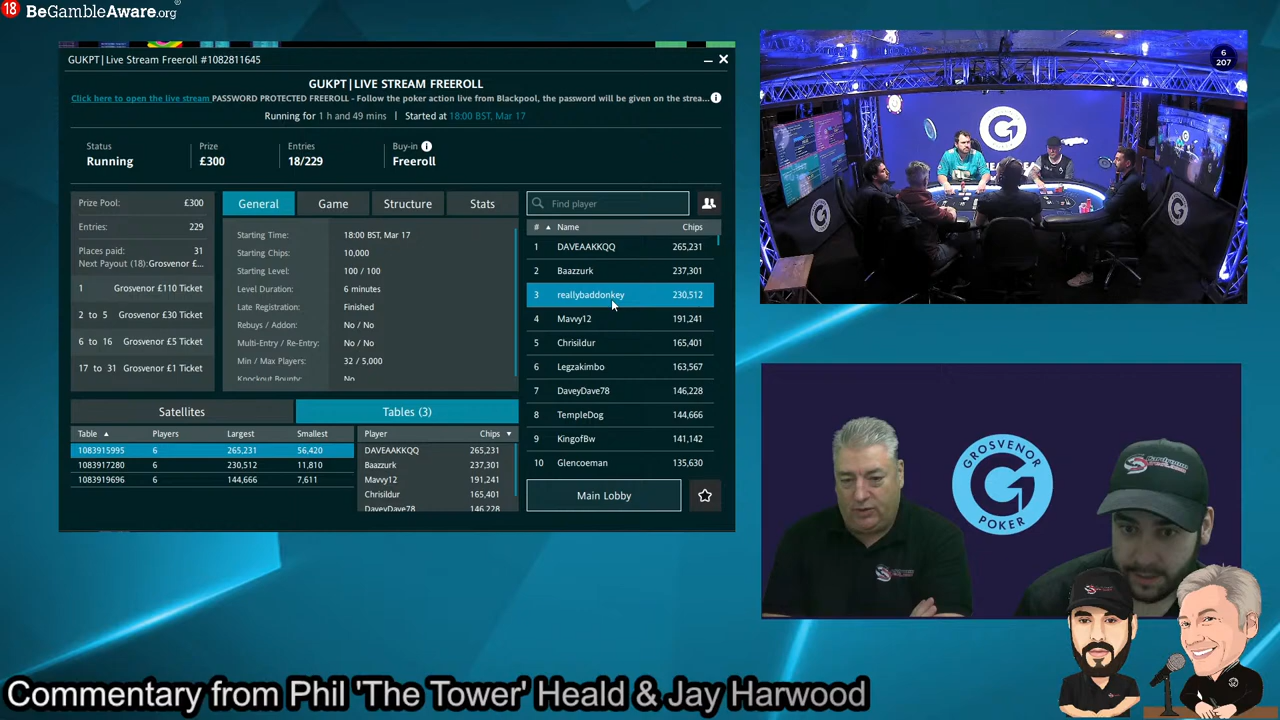 18 BeGambleAware.org®
GUKPT | Live Stream Freeroll #1082811645
GUKPT | LIVE STREAM FREEROLL
Click here to open the live stream PASSWORD PROTECTED FREEROLL - Follow the poker action live from Blackpool, the password will be given on the strea...
Running for 1 h and 49 mins | Started at 18:00 BST, Mar 17
Status Prize Entries Buy-in
Running £300 18/229 Freeroll
Prize Pool: £300
Entries: 229
Places paid: 31
Next Payout (18): Grosvenor £...
1 Grosvenor £110 Ticket
2 to 5 Grosvenor £30 Ticket
6 to 16 Grosvenor £5 Ticket
17 to 31 Grosvenor £1 Ticket
General Game Structure Stats
Starting Time: 18:00 BST, Mar 17
Starting Chips: 10,000
Starting Level: 100 / 100
Level Duration: 6 minutes
Late Registration: Finished
Rebuys / Addon: No / No
Multi-Entry / Re-Entry: No / No
Min / Max Players: 32 / 5,000
Knockout Bounty: No
Find player
# Name Chips
1 DAVEAAKKQQ 265,231
2 Baazzurk 237,301
3 reallybaddonkey 230,512
4 Mavvy12 191,241
5 Chrisildur 165,401
6 Legzakimbo 163,567
7 DaveyDave78 146,228
8 TempleDog 144,666
9 KingofBw 141,142
10 Glencoeman 135,630
Satellites Tables (3)
Table Players Largest Smallest
1083915995 6 265,231 56,420
1083917280 6 230,512 11,810
1083919696 6 144,666 7,611
Player Chips
DAVEAAKKQQ 265,231
Baazzurk 237,301
Mavvy12 191,241
Chrisildur 165,401
DaveyDave78 146,228
Main Lobby
6
207
GROSVENOR
POKER
Commentary from Phil 'The Tower' Heald & Jay Harwood